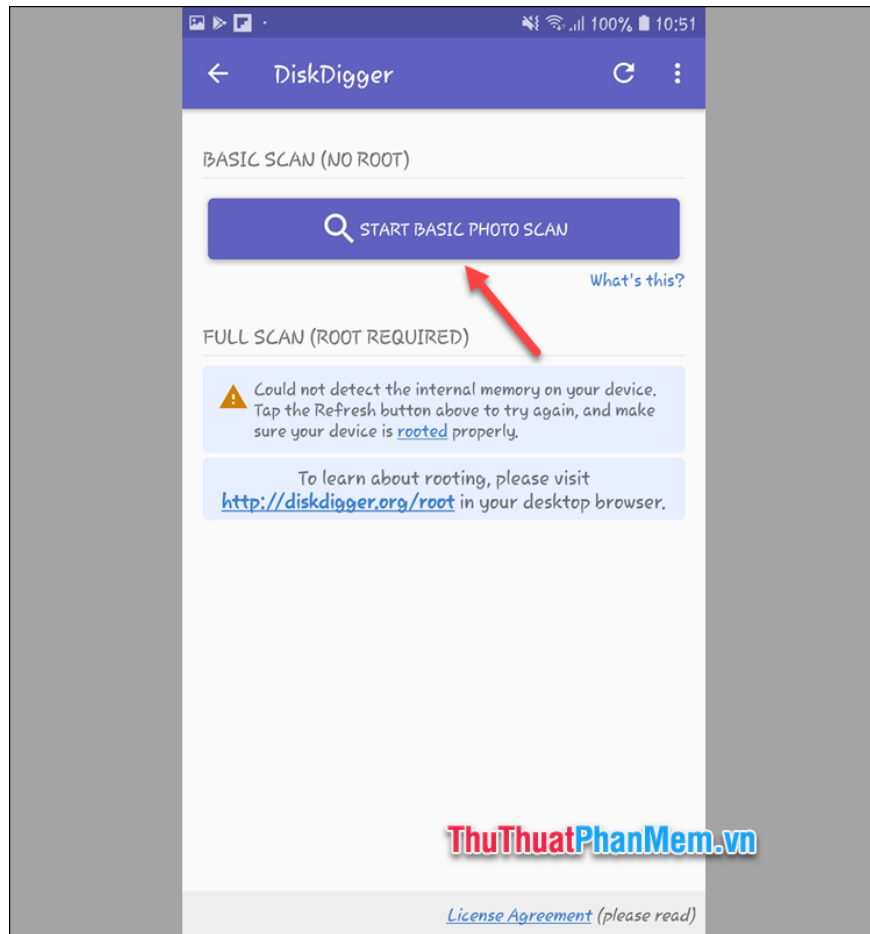 100% 10:51
DiskDigger
BASIC SCAN (NO ROOT)
START BASIC PHOTO SCAN
What's this?
FULL SCAN (ROOT REQUIRED)
Could not detect the internal memory on your device.
Tap the Refresh button above to try again, and make
sure your device is rooted properly.
To learn about rooting, please visit
http://diskdigger.org/root in your desktop browser.
ThuThuatPhanMem.vn
License Agreement (please read)